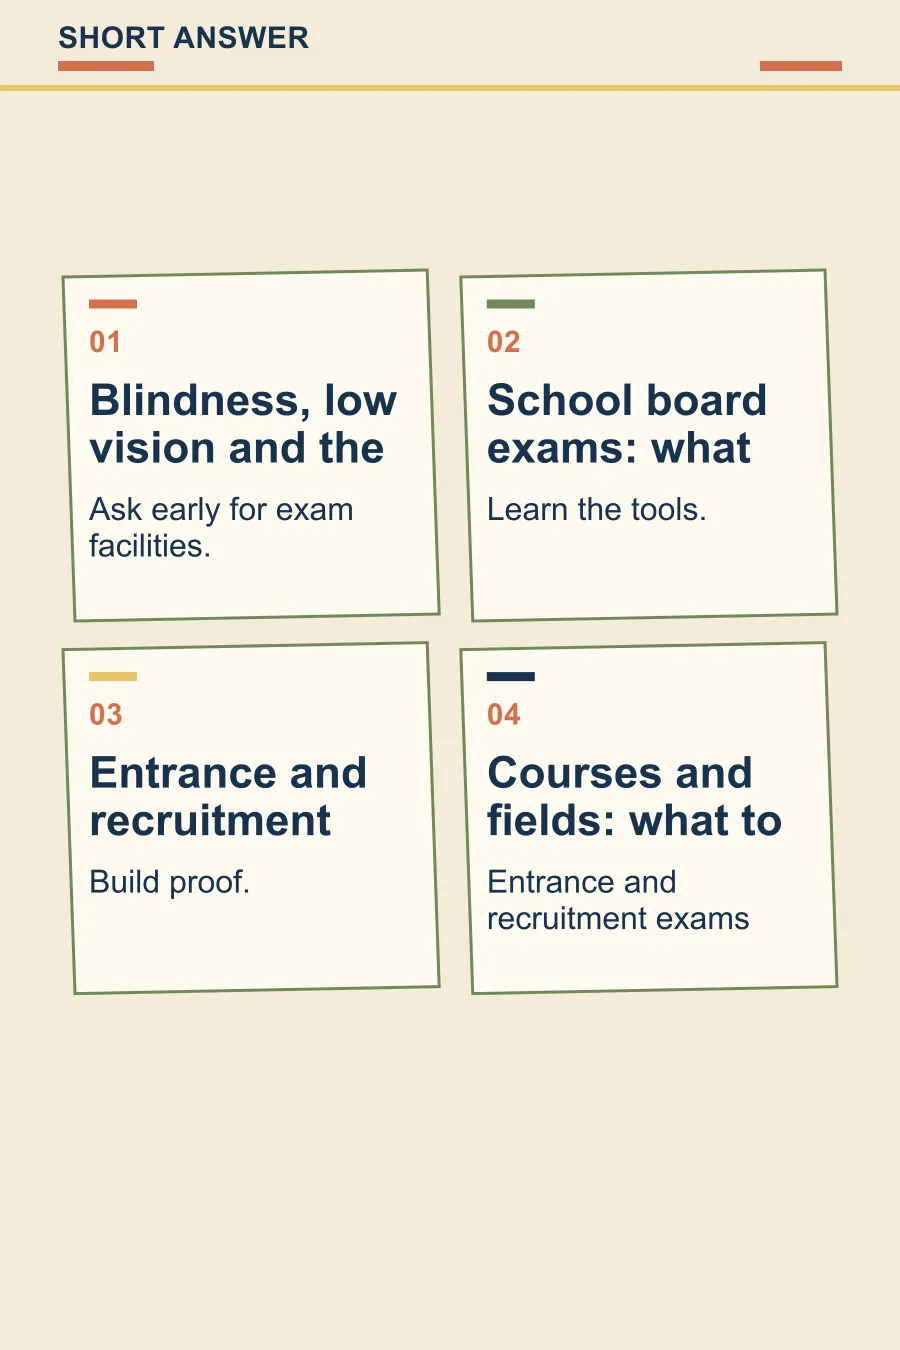 SHORT ANSWER
01
Blindness, low
vision and the
Ask early for exam
facilities.
02
School board
exams: what
Learn the tools.
03
Entrance and
recruitment
Build proof.
04
Courses and
fields: what to
Entrance and
recruitment exams